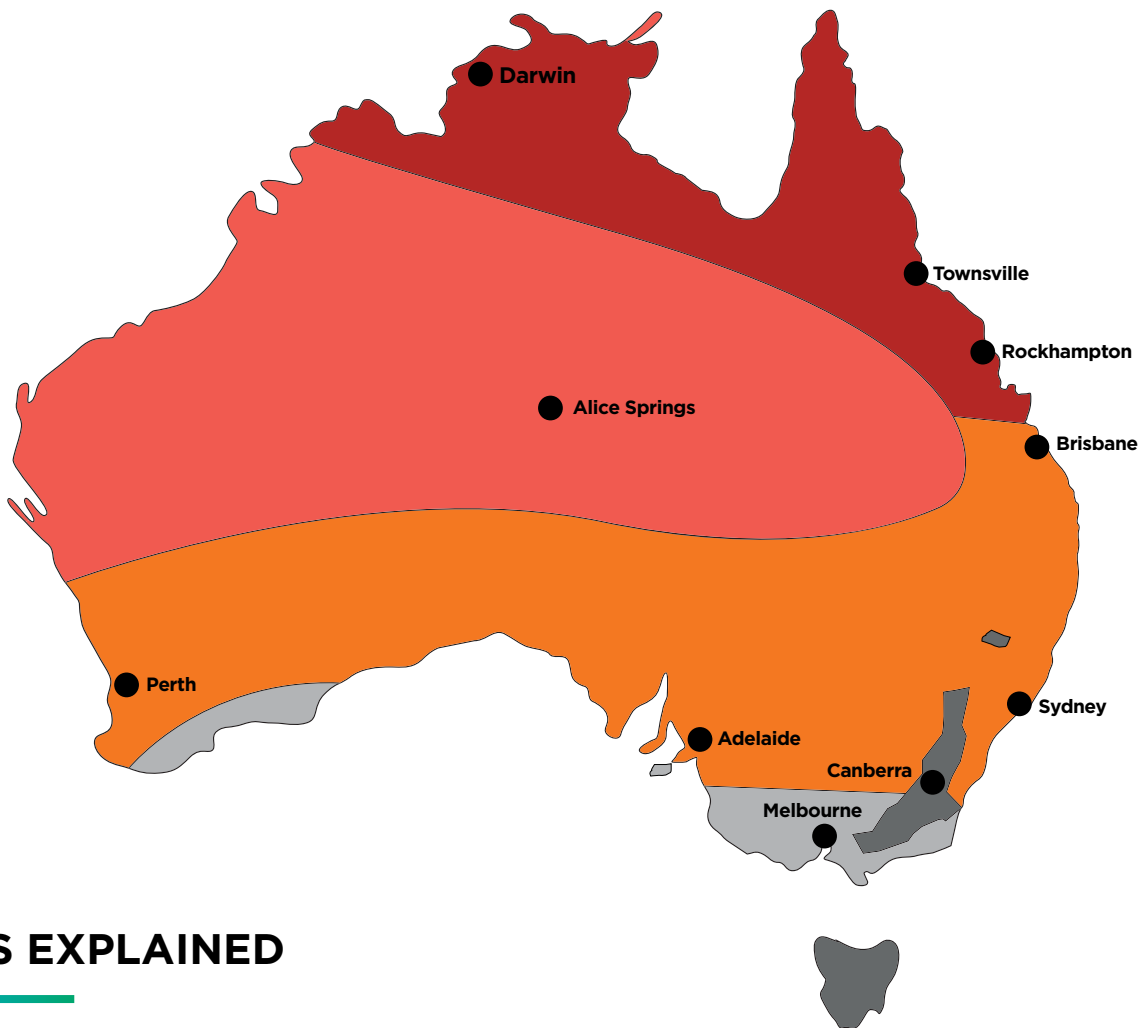 Darwin
Townsville
Rockhampton
Alice Springs
Brisbane
Perth
Sydney
Adelaide
Canberra
Melbourne
S EXPLAINED